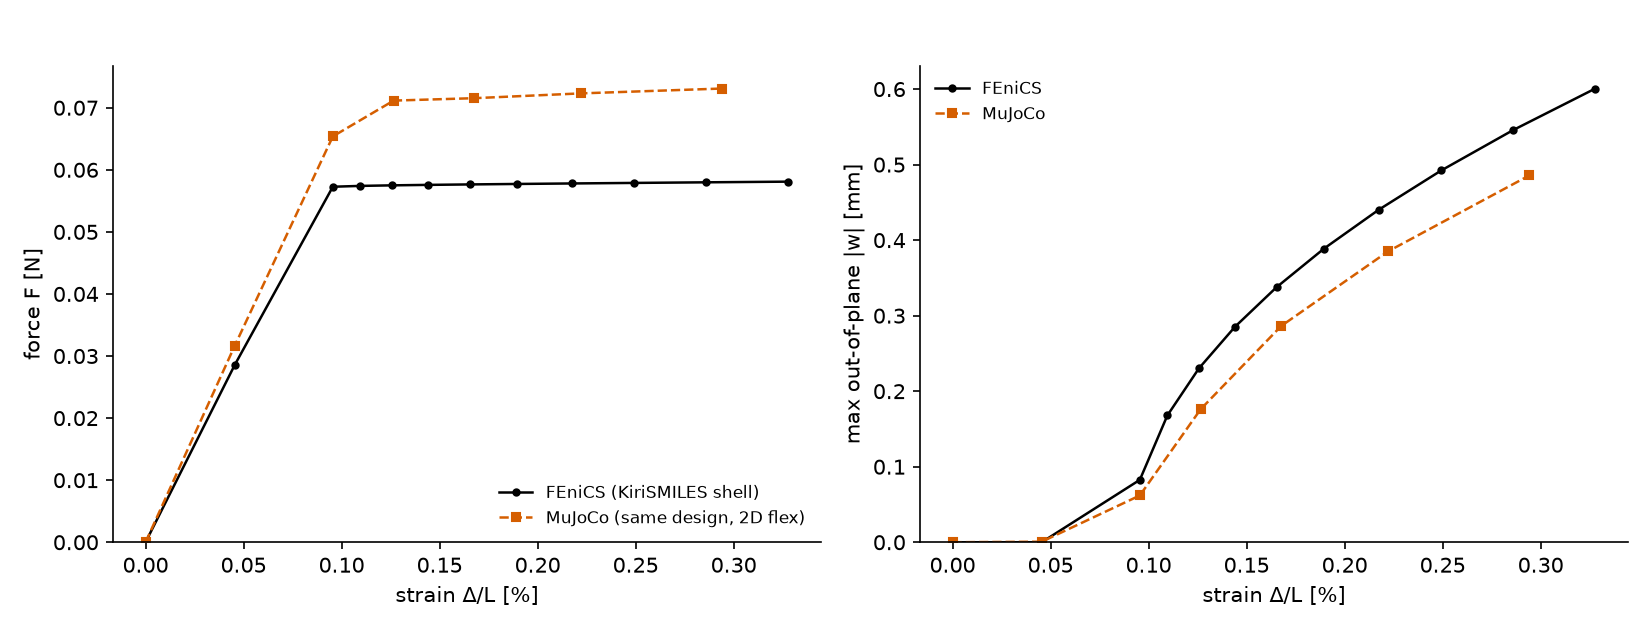 force F [N]
0.07
0.06
0.05
0.04
0.03
0.02
0.01
0.00
0.00 0.05 0.10 0.15 0.20 0.25 0.30
strain Δ/L [%]
FEniCS (KiriSMILES shell)
MuJoCo (same design, 2D flex)
max out-of-plane |w| [mm]
0.6
0.5
0.4
0.3
0.2
0.1
0.0
0.00 0.05 0.10 0.15 0.20 0.25 0.30
strain Δ/L [%]
FEniCS
MuJoCo